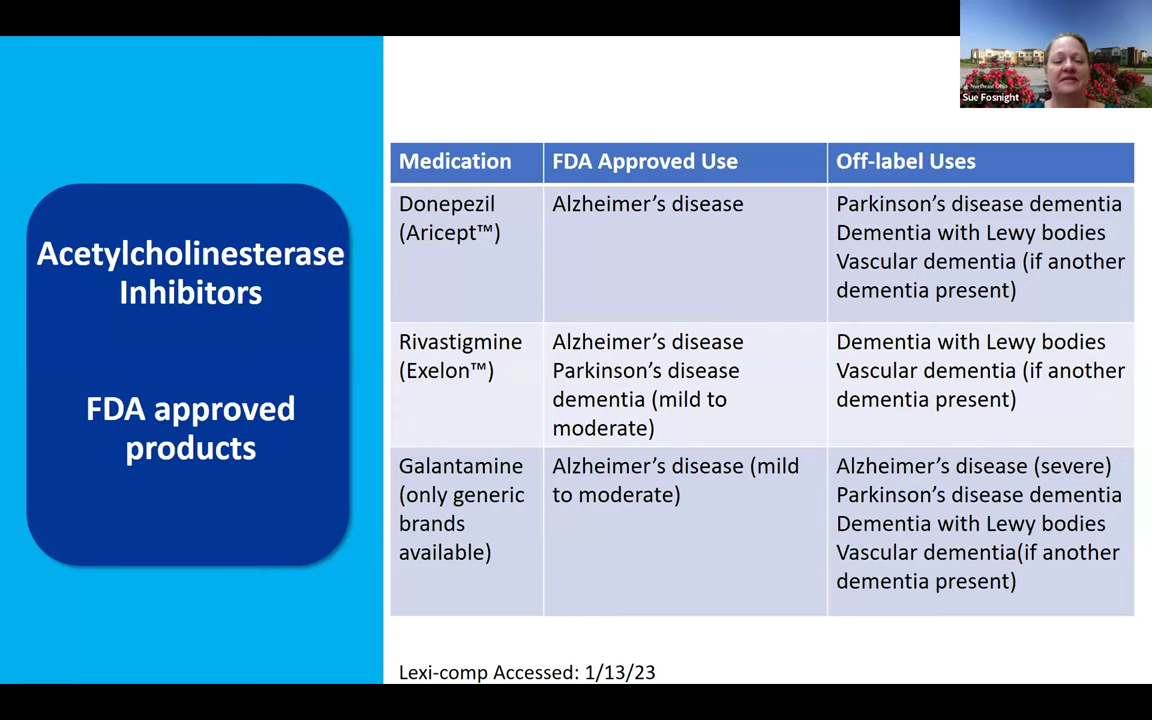 Northeast Ohio
Sue Fosnight
Acetylcholinesterase
Inhibitors
FDA approved
products
Medication
FDA Approved Use
Off-label Uses
Donepezil
(Aricept™)
Alzheimer’s disease
Parkinson’s disease dementia
Dementia with Lewy bodies
Vascular dementia (if another
dementia present)
Rivastigmine
(Exelon™)
Alzheimer’s disease
Parkinson’s disease
dementia (mild to
moderate)
Dementia with Lewy bodies
Vascular dementia (if another
dementia present)
Galantamine
(only generic
brands
available)
Alzheimer’s disease (mild
to moderate)
Alzheimer’s disease (severe)
Parkinson’s disease dementia
Dementia with Lewy bodies
Vascular dementia(if another
dementia present)
Lexi-comp Accessed: 1/13/23